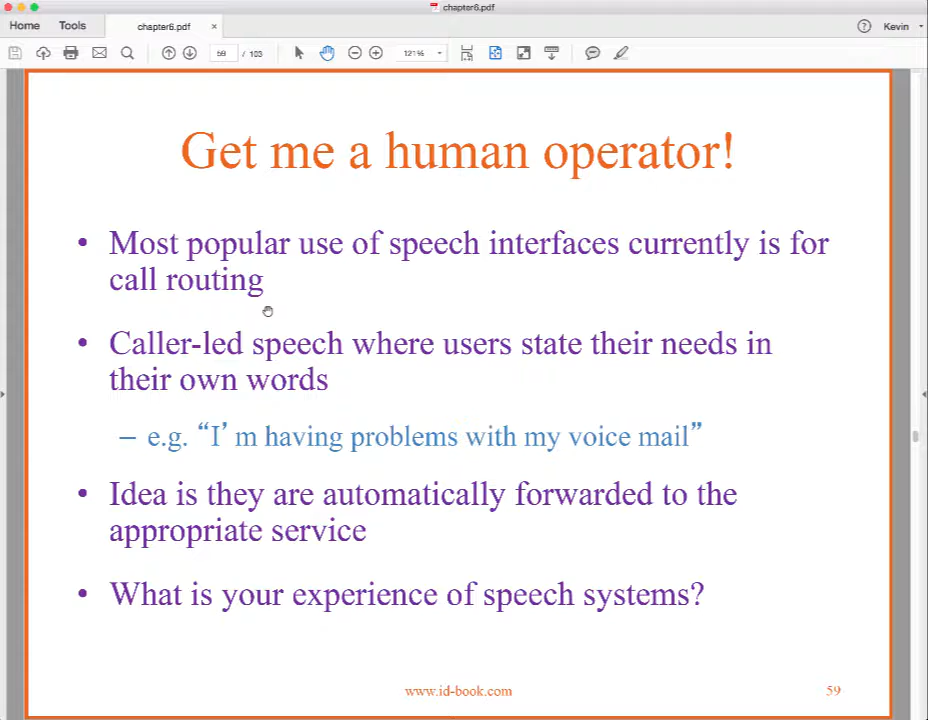 chapter6.pdf
Home Tools chapter6.pdf × Kevin
59 / 103 121%
Get me a human operator!
• Most popular use of speech interfaces currently is for
call routing
• Caller-led speech where users state their needs in
their own words
– e.g. “I’m having problems with my voice mail”
• Idea is they are automatically forwarded to the
appropriate service
• What is your experience of speech systems?
www.id-book.com 59